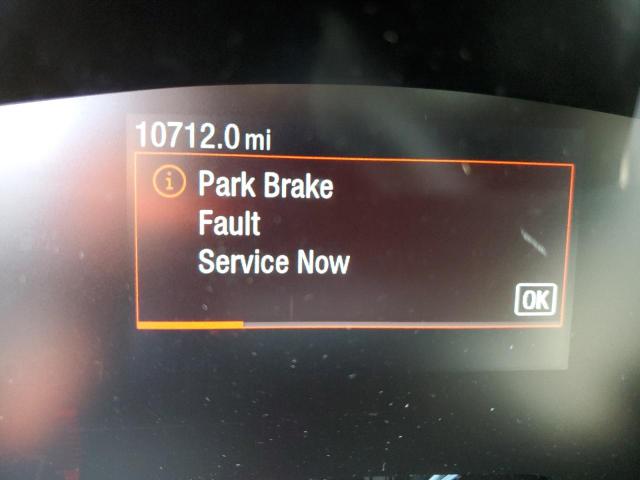 10712.0 mi
Park Brake
Fault
Service Now
OK